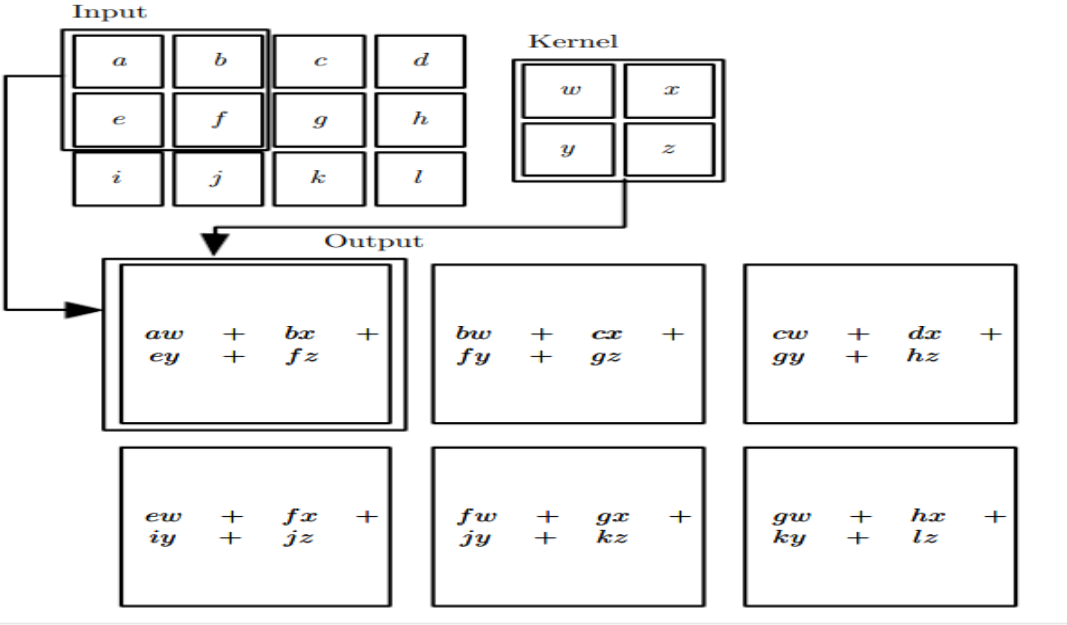 Input
a b c d
e f g h
i j k l
Kernel
w x
y z
Output
aw + bx +
ey + fz
bw + cx +
fy + gz
cw + dx +
gy + hz
ew + fx +
iy + jz
fw + gx +
jy + kz
gw + hx +
ky + lz